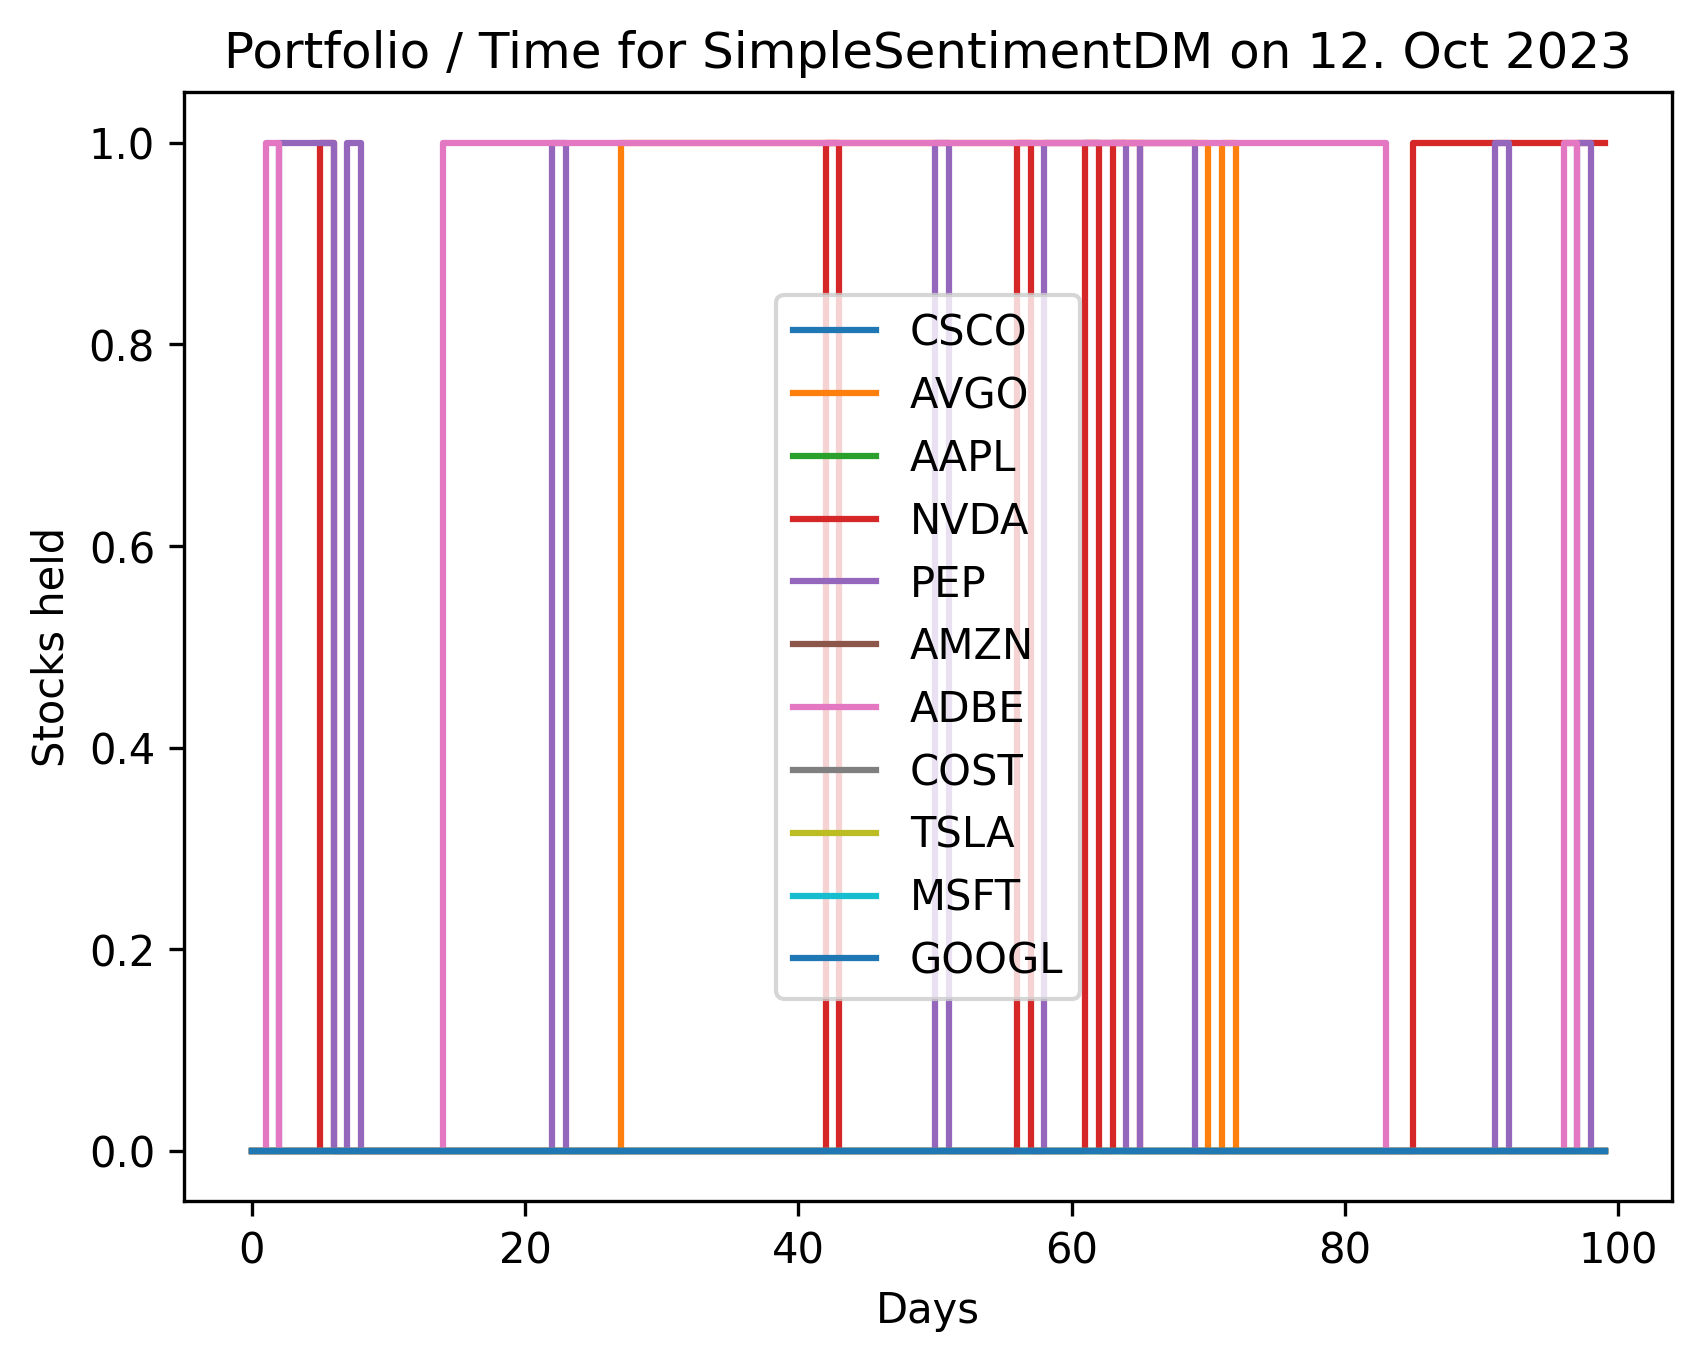 Portfolio / Time for SimpleSentimentDM on 12. Oct 2023
1.0
0.8
0.6
0.4
0.2
0.0
Stocks held
CSCO
AVGO
AAPL
NVDA
PEP
AMZN
ADBE
COST
TSLA
MSFT
GOOGL
0 20 40 60 80 100
Days